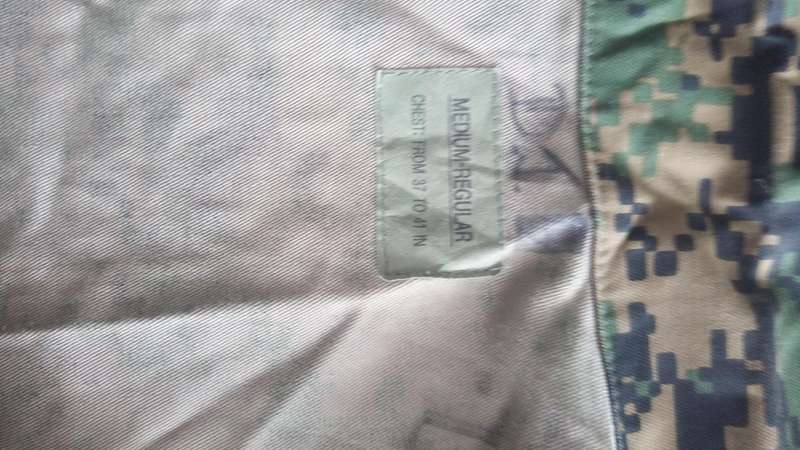 MEDIUM-REGULAR
CHEST: FROM 37 TO 41 IN